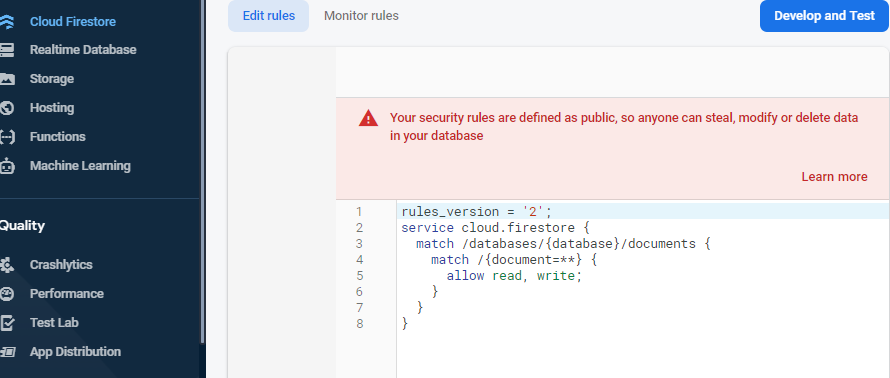 Cloud Firestore
Realtime Database
Storage
Hosting
Functions
Machine Learning
Quality
Crashlytics
Performance
Test Lab
App Distribution
Edit rules
Monitor rules
Develop and Test
Your security rules are defined as public, so anyone can steal, modify or delete data
in your database
Learn more
1 rules_version = '2';
2 service cloud.firestore {
3   match /databases/{database}/documents {
4     match /{document=**} {
5       allow read, write;
6     }
7   }
8 }